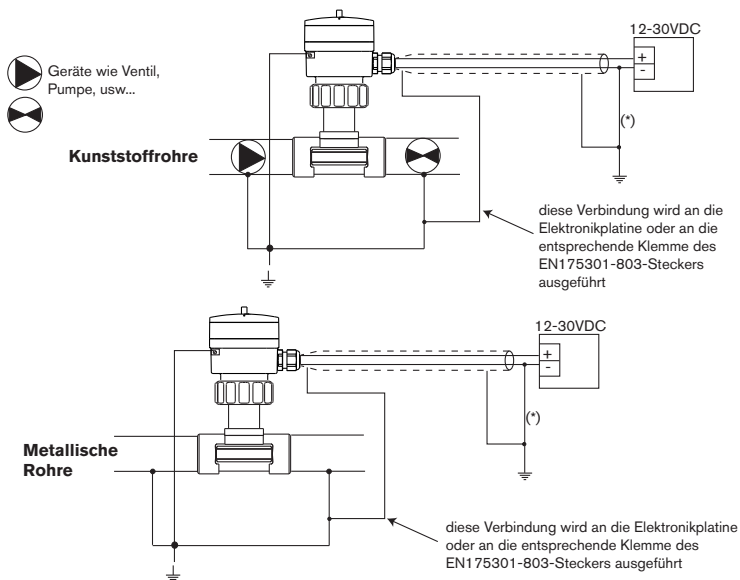 12-30VDC
+
-
Geräte wie Ventil,
Pumpe, usw...
(*)
Kunststoffrohre
diese Verbindung wird an die
Elektronikplatine oder an die
entsprechende Klemme des
EN175301-803-Steckers
ausgeführt
12-30VDC
+
-
(*)
Metallische
Rohre
diese Verbindung wird an die Elektronikplatine
oder an die entsprechende Klemme des
EN175301-803-Steckers ausgeführt